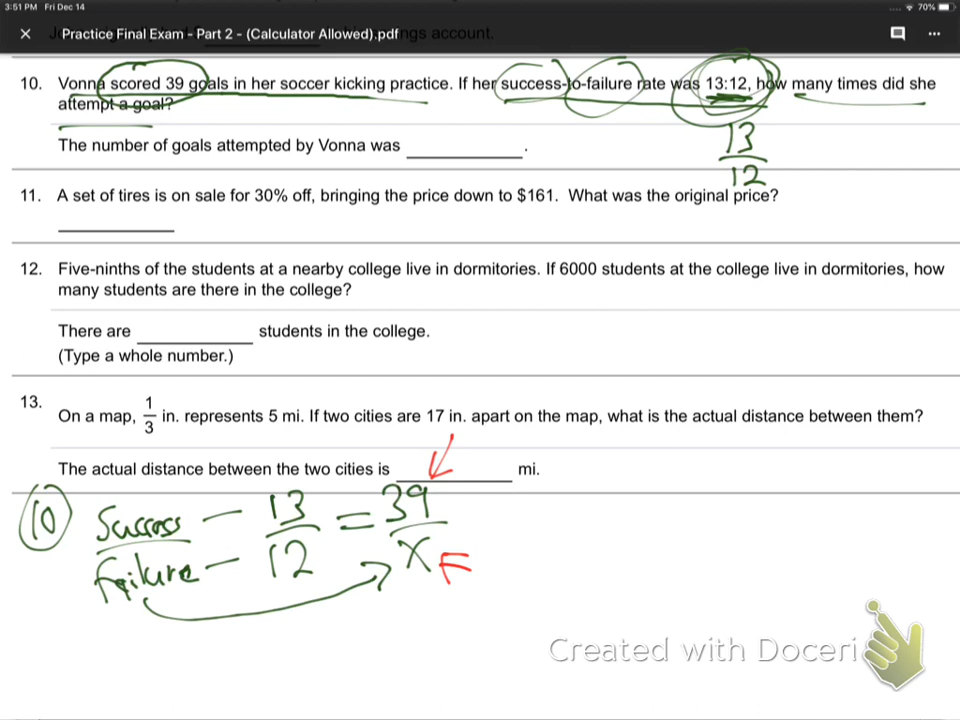 3:51 PM Fri Dec 14
70%
Practice Final Exam - Part 2 - (Calculator Allowed).pdf
ngs account.
10. Vonna scored 39 goals in her soccer kicking practice. If her success-to-failure rate was 13:12, how many times did she
attempt a goal?
The number of goals attempted by Vonna was ____________.
13
12
11. A set of tires is on sale for 30% off, bringing the price down to $161. What was the original price?
12. Five-ninths of the students at a nearby college live in dormitories. If 6000 students at the college live in dormitories, how
many students are there in the college?
There are ____________ students in the college.
(Type a whole number.)
13.
On a map, 1/3 in. represents 5 mi. If two cities are 17 in. apart on the map, what is the actual distance between them?
The actual distance between the two cities is ____________ mi.
10 Success — 13 = 39
Failure — 12 x F
Created with Doceri